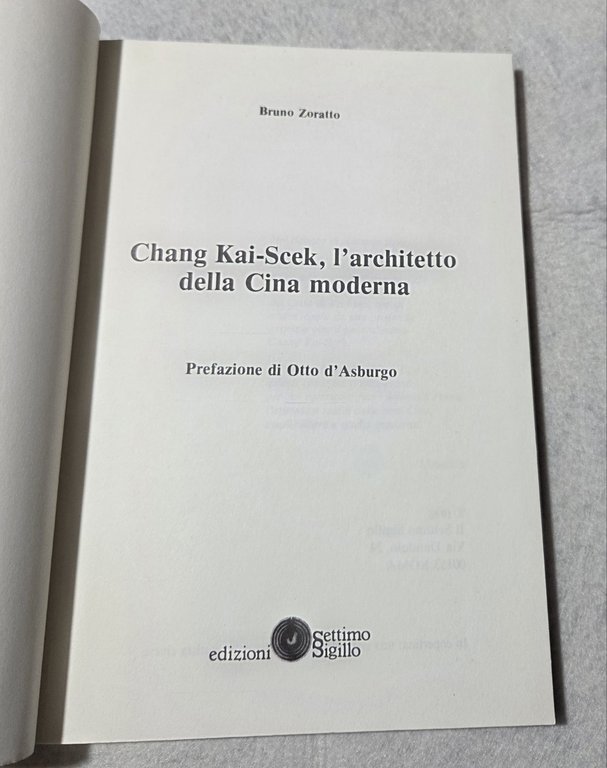 Bruno Zoratto
Chang Kai-Scek, l'architetto
della Cina moderna
Prefazione di Otto d'Asburgo
edizioni Settimo
Sigillo